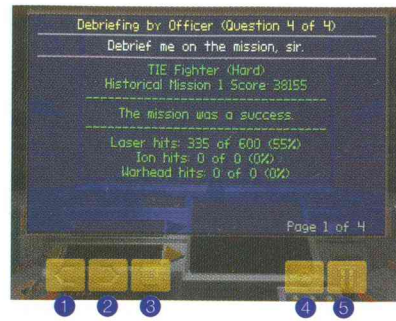 Debriefing by Officer (Question 4 of 4)
Debrief me on the mission, sir.
TIE Fighter (Hard)
Historical Mission 1 Score 38155
The mission was a success.
Laser hits: 335 of 600 (55%)
Ion hits: 0 of 0 (0%)
Warhead hits: 0 of 0 (0%)
Page 1 of 4
1 2 3 4 5